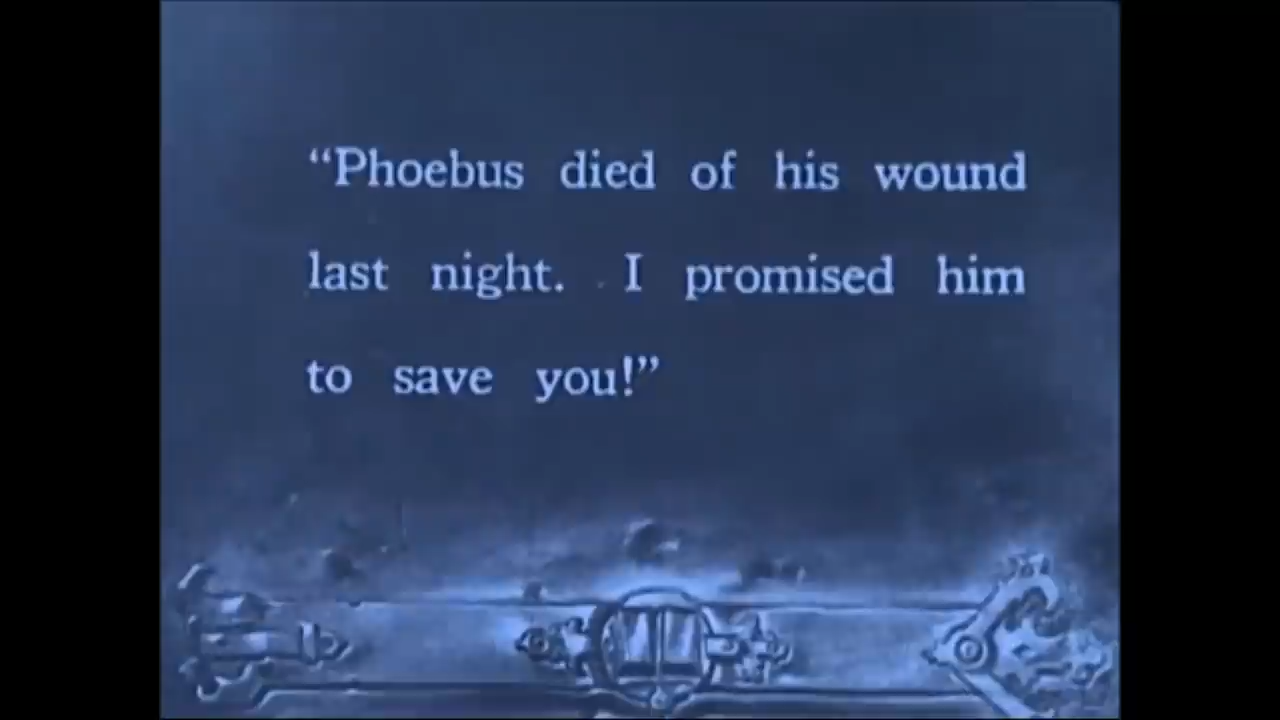 “Phoebus died of his wound
last night. I promised him
to save you!”